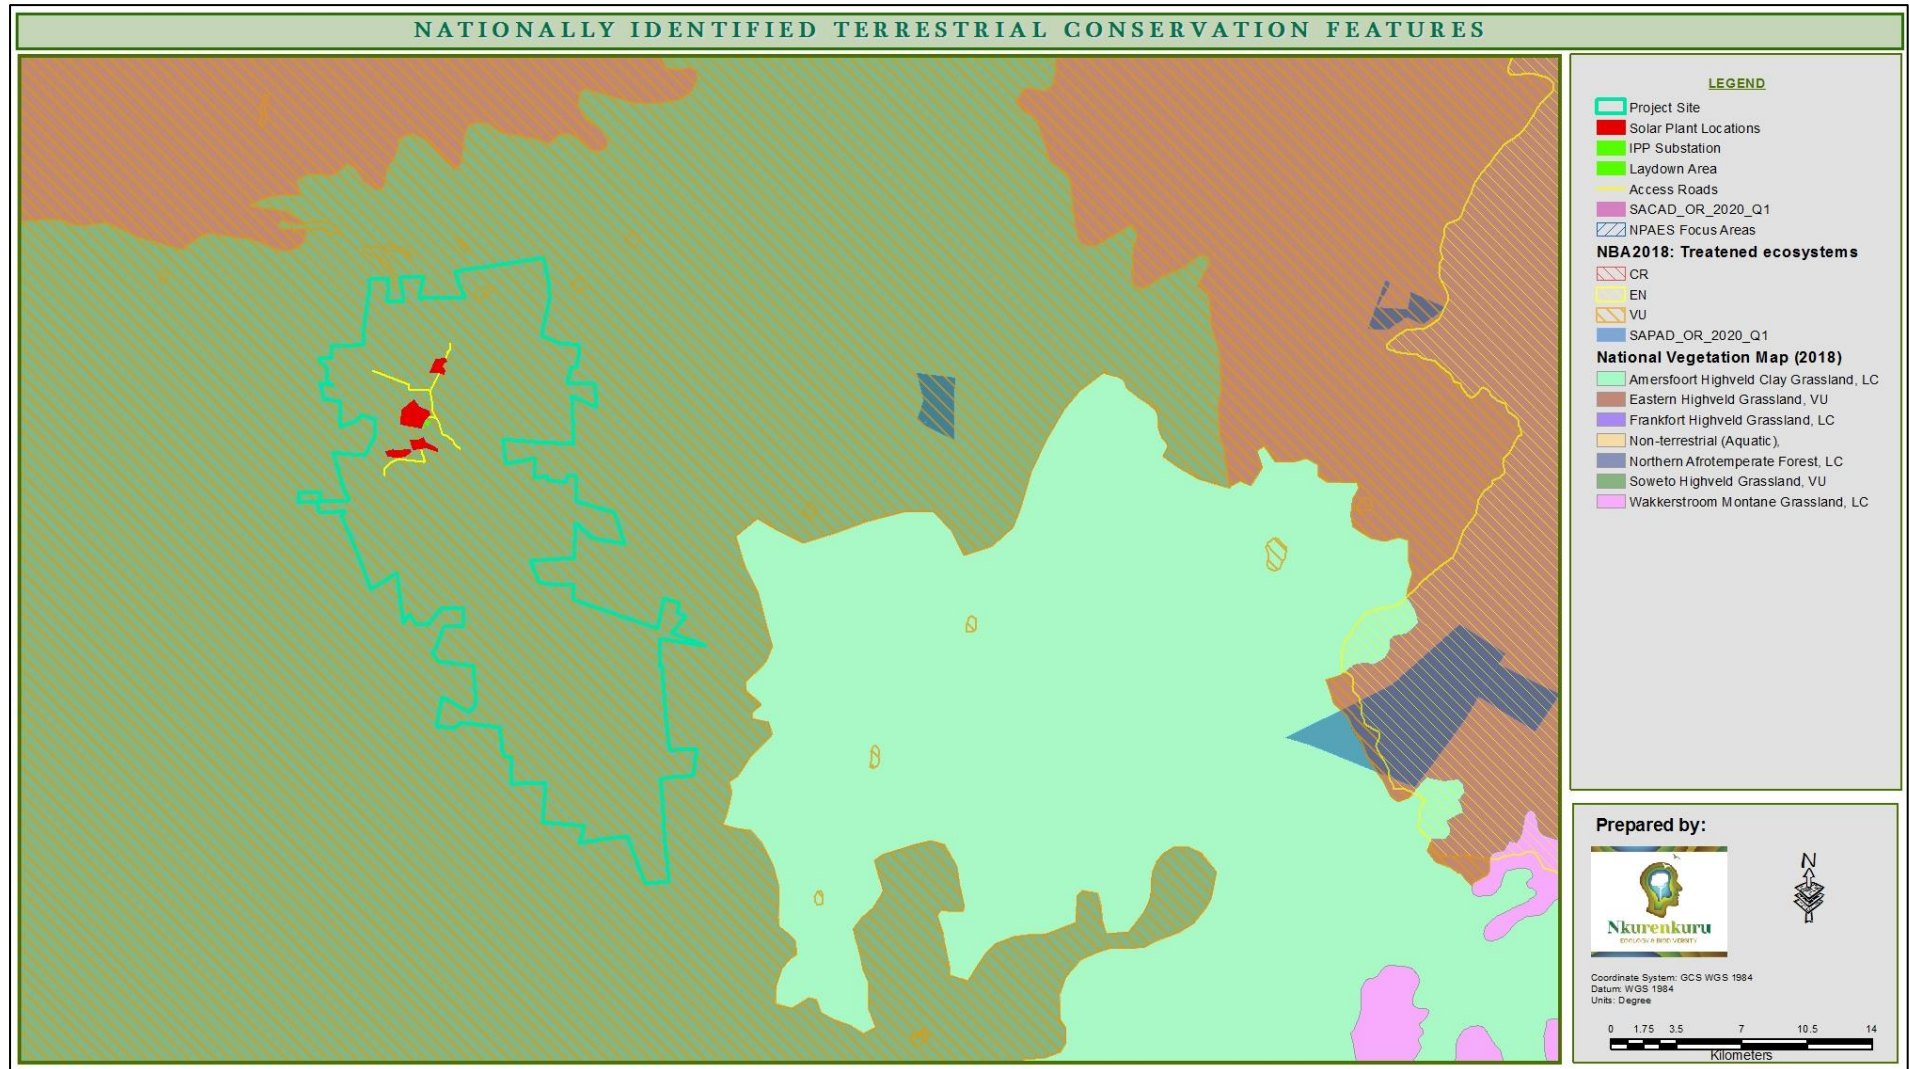 NATIONALLY IDENTIFIED TERRESTRIAL CONSERVATION FEATURES
LEGEND
Project Site
Solar Plant Locations
IPP Substation
Laydown Area
Access Roads
SACAD_OR_2020_Q1
NPAES Focus Areas
NBA2018: Treatened ecosystems
CR
EN
VU
SAPAD_OR_2020_Q1
National Vegetation Map (2018)
Amersfoort Highveld Clay Grassland, LC
Eastern Highveld Grassland, VU
Frankfort Highveld Grassland, LC
Non-terrestrial (Aquatic),
Northern Afrotemperate Forest, LC
Soweto Highveld Grassland, VU
Wakkerstroom Montane Grassland, LC
Prepared by:
N
Nkurenkuru
ECOLOGY & BIODIVERSITY
Coordinate System: GCS WGS 1984
Datum: WGS 1984
Units: Degree
0 1.75 3.5 7 10.5 14
Kilometers